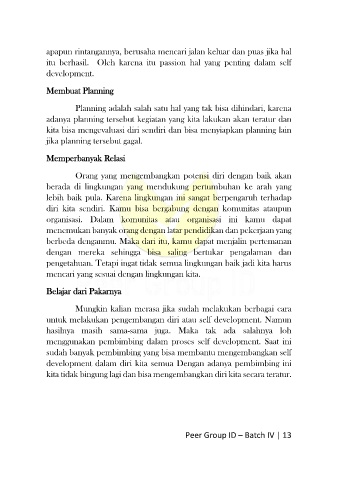 apapun rintangannya, berusaha mencari jalan keluar dan puas jika hal
itu berhasil. Oleh karena itu passion hal yang penting dalam self
development.
Membuat Planning
Planning adalah salah satu hal yang tak bisa dihindari, karena
adanya planning tersebut kegiatan yang kita lakukan akan teratur dan
kita bisa mengevaluasi diri sendiri dan bisa menyiapkan planning lain
jika planning tersebut gagal.
Memperbanyak Relasi
Orang yang mengembangkan potensi diri dengan baik akan
berada di lingkungan yang mendukung pertumbuhan ke arah yang
lebih baik pula. Karena lingkungan ini sangat berpengaruh terhadap
diri kita sendiri. Kamu bisa bergabung dengan komunitas ataupun
organisasi. Dalam komunitas atau organisasi ini kamu dapat
menemukan banyak orang dengan latar pendidikan dan pekerjaan yang
berbeda denganmu. Maka dari itu, kamu dapat menjalin pertemanan
dengan mereka sehingga bisa saling bertukar pengalaman dan
pengetahuan. Tetapi ingat tidak semua lingkungan baik jadi kita harus
mencari yang sesuai dengan lingkungan kita.
Belajar dari Pakarnya
Mungkin kalian merasa jika sudah melakukan berbagai cara
untuk melakukan pengembangan diri atau self development. Namun
hasilnya masih sama-sama juga. Maka tak ada salahnya loh
menggunakan pembimbing dalam proses self development. Saat ini
sudah banyak pembimbing yang bisa membantu mengembangkan self
development dalam diri kita semua Dengan adanya pembimbing ini
kita tidak bingung lagi dan bisa mengembangkan diri kita secara teratur.
Peer Group ID – Batch IV | 13